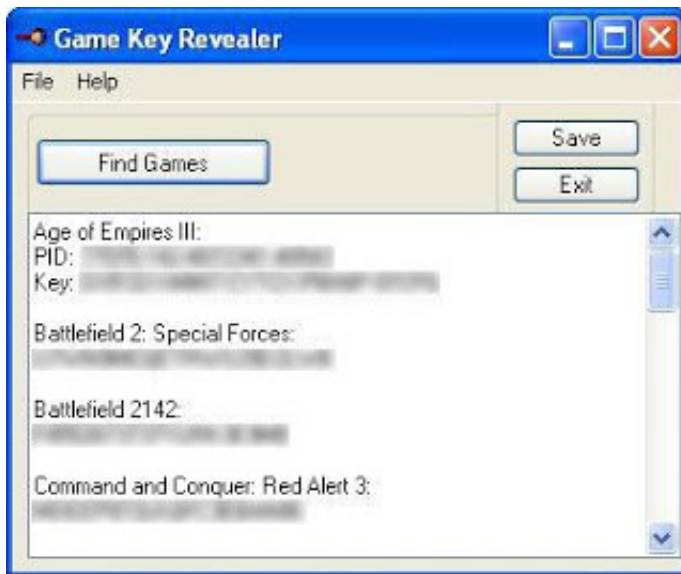 Game Key Revealer
File Help
Find Games
Save
Exit
Age of Empires III:
PID:
Key:
Battlefield 2: Special Forces:
Battlefield 2142:
Command and Conquer: Red Alert 3: